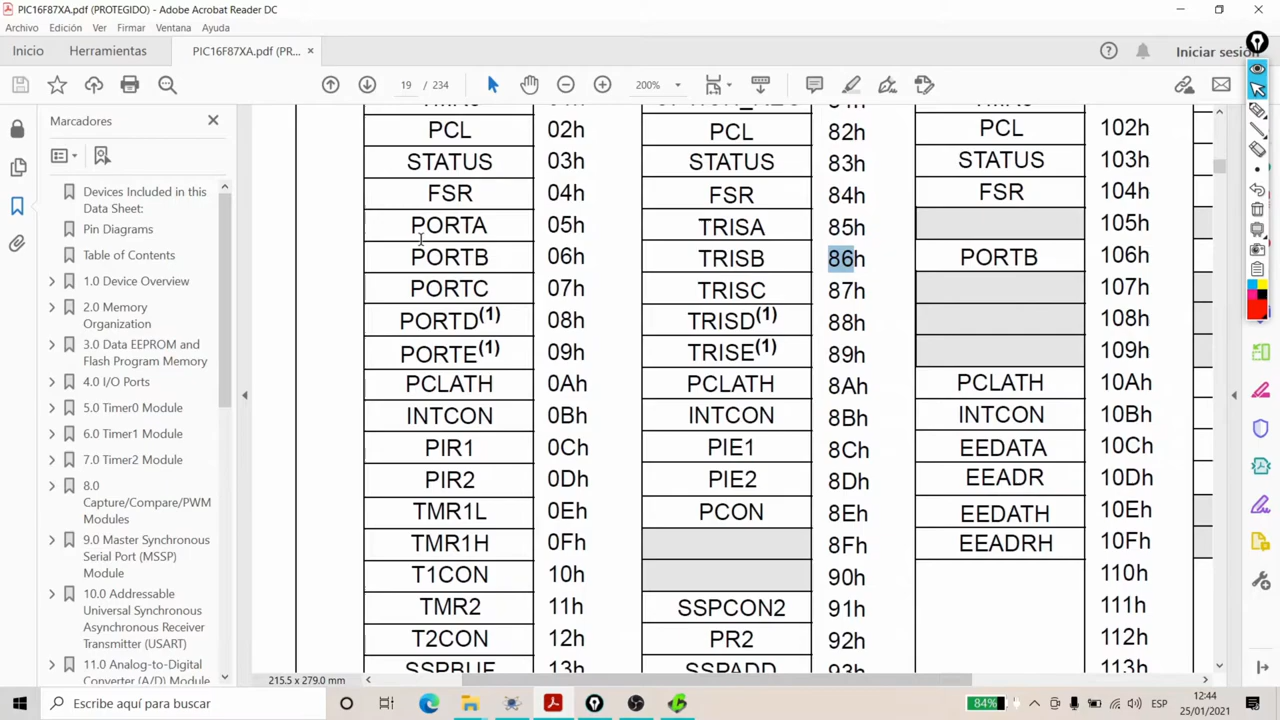 PIC16F87XA.pdf (PROTEGIDO) - Adobe Acrobat Reader DC
Archivo Edición Ver Firmar Ventana Ayuda
Inicio Herramientas PIC16F87XA.pdf (PR... × Iniciar sesión
19 / 234 200%
Marcadores
Devices Included in this
Data Sheet:
Pin Diagrams
Table of Contents
1.0 Device Overview
2.0 Memory
Organization
3.0 Data EEPROM and
Flash Program Memory
4.0 I/O Ports
5.0 Timer0 Module
6.0 Timer1 Module
7.0 Timer2 Module
8.0
Capture/Compare/PWM
Modules
9.0 Master Synchronous
Serial Port (MSSP)
Module
10.0 Addressable
Universal Synchronous
Asynchronous Receiver
Transmitter (USART)
11.0 Analog-to-Digital
Converter (A/D) Module
PCL 02h PCL 82h PCL 102h
STATUS 03h STATUS 83h STATUS 103h
FSR 04h FSR 84h FSR 104h
PORTA 05h TRISA 85h 105h
PORTB 06h TRISB 86h PORTB 106h
PORTC 07h TRISC 87h 107h
PORTD(1) 08h TRISD(1) 88h 108h
PORTE(1) 09h TRISE(1) 89h 109h
PCLATH 0Ah PCLATH 8Ah PCLATH 10Ah
INTCON 0Bh INTCON 8Bh INTCON 10Bh
PIR1 0Ch PIE1 8Ch EEDATA 10Ch
PIR2 0Dh PIE2 8Dh EEADR 10Dh
TMR1L 0Eh PCON 8Eh EEDATH 10Eh
TMR1H 0Fh 8Fh EEADRH 10Fh
T1CON 10h 90h 110h
TMR2 11h SSPCON2 91h 111h
T2CON 12h PR2 92h 112h
SSPBUF 13h SSPADD 93h 113h
215.5 x 279.0 mm
Escribe aquí para buscar
84% ESP 12:44
25/01/2021